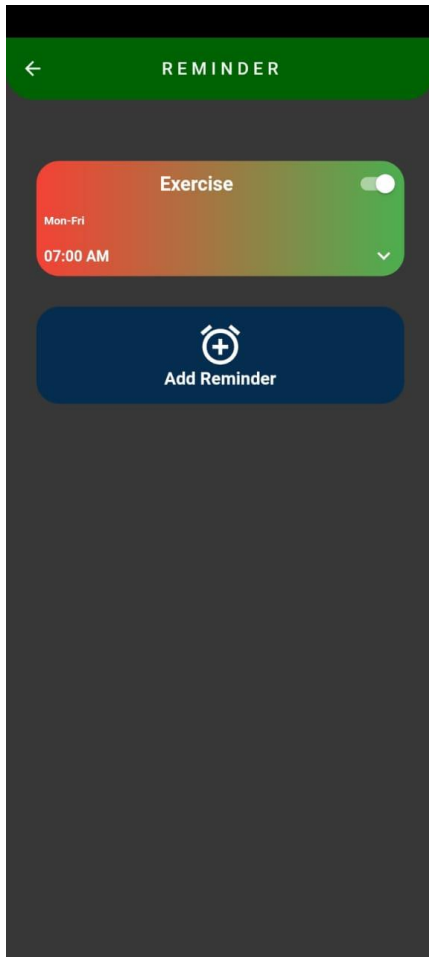 REMINDER
Exercise
Mon-Fri
07:00 AM
Add Reminder